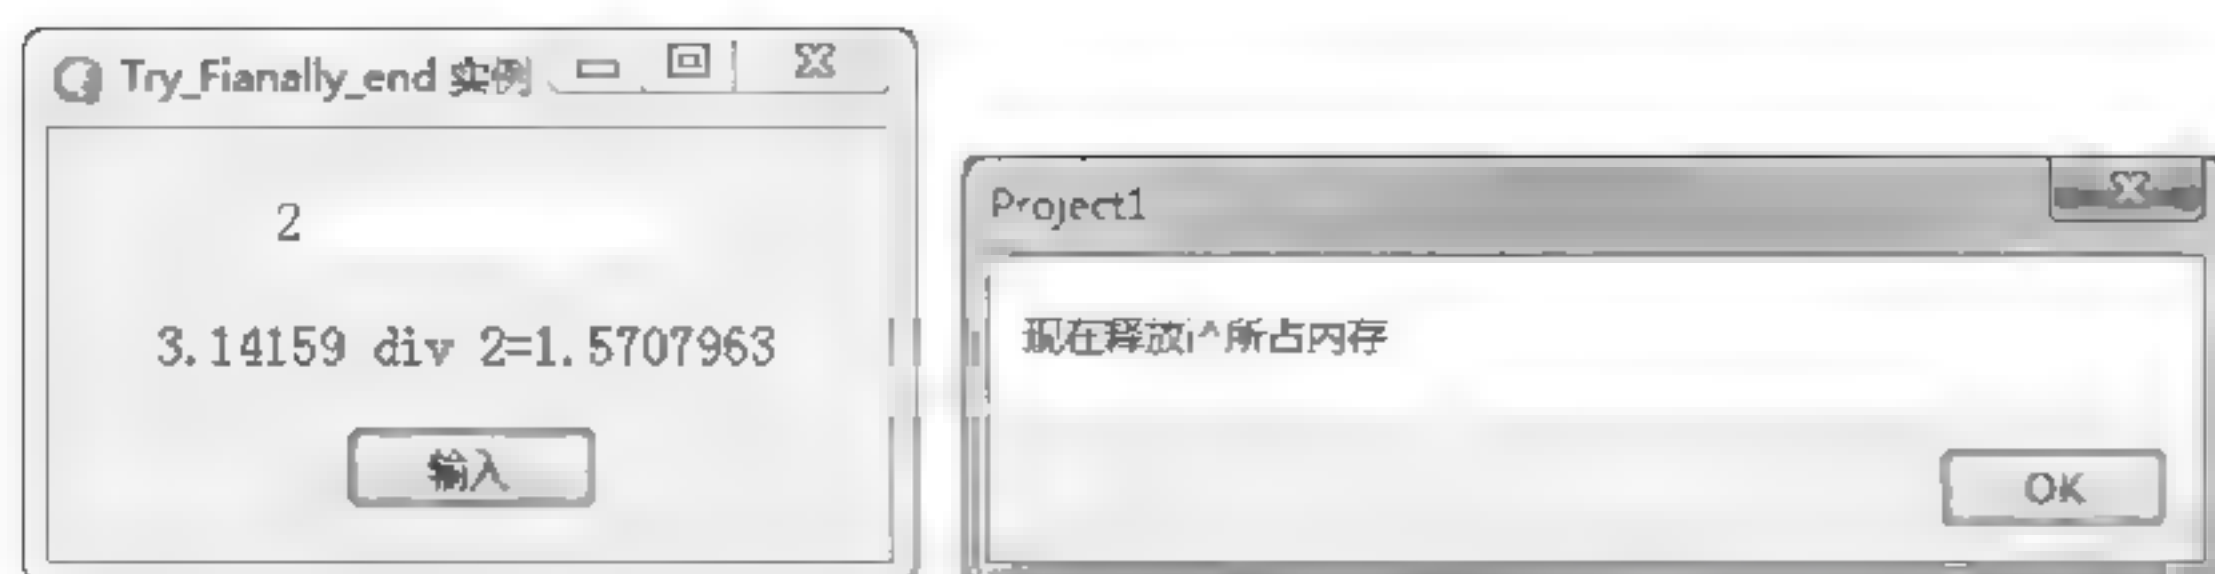 Try_Fianally_end 实例
2
3.14159 div 2=1.5707963
输入
Project1
现在释放i^所占内存
OK